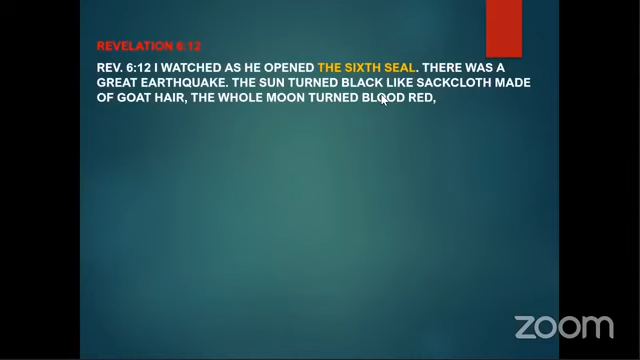 REVELATION 6:12
REV. 6:12 I WATCHED AS HE OPENED THE SIXTH SEAL. THERE WAS A
GREAT EARTHQUAKE. THE SUN TURNED BLACK LIKE SACKCLOTH MADE
OF GOAT HAIR, THE WHOLE MOON TURNED BLOOD RED,
zoom